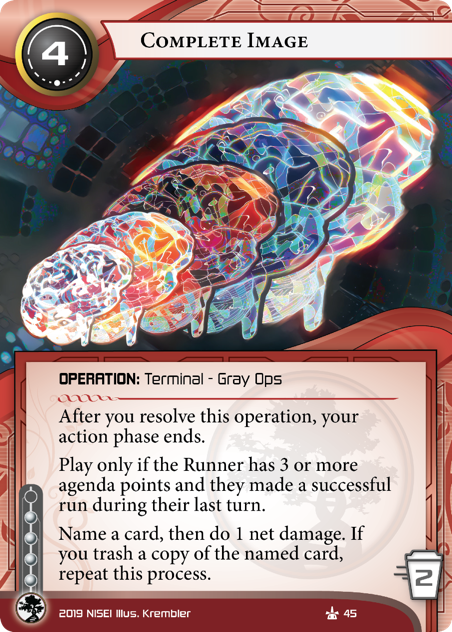 4
COMPLETE IMAGE
OPERATION: Terminal - Gray Ops
After you resolve this operation, your
action phase ends.
Play only if the Runner has 3 or more
agenda points and they made a successful
run during their last turn.
Name a card, then do 1 net damage. If
you trash a copy of the named card,
repeat this process.
2
2019 NISEI Illus. Krembler
45